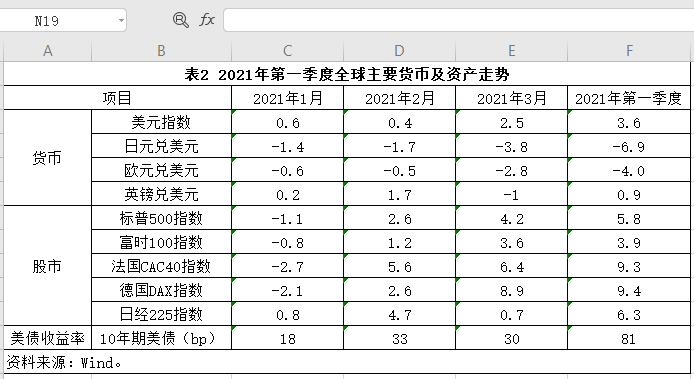 N19 fx
A B C D E F
表2 2021年第一季度全球主要货币及资产走势
项目 2021年1月 2021年2月 2021年3月 2021年第一季度
货币
美元指数 0.6 0.4 2.5 3.6
日元兑美元 -1.4 -1.7 -3.8 -6.9
欧元兑美元 -0.6 -0.5 -2.8 -4.0
英镑兑美元 0.2 1.7 -1 0.9
股市
标普500指数 -1.1 2.6 4.2 5.8
富时100指数 -0.8 1.2 3.6 3.9
法国CAC40指数 -2.7 5.6 6.4 9.3
德国DAX指数 -2.1 2.6 8.9 9.4
日经225指数 0.8 4.7 0.7 6.3
美债收益率 10年期美债（bp） 18 33 30 81
资料来源：Wind。